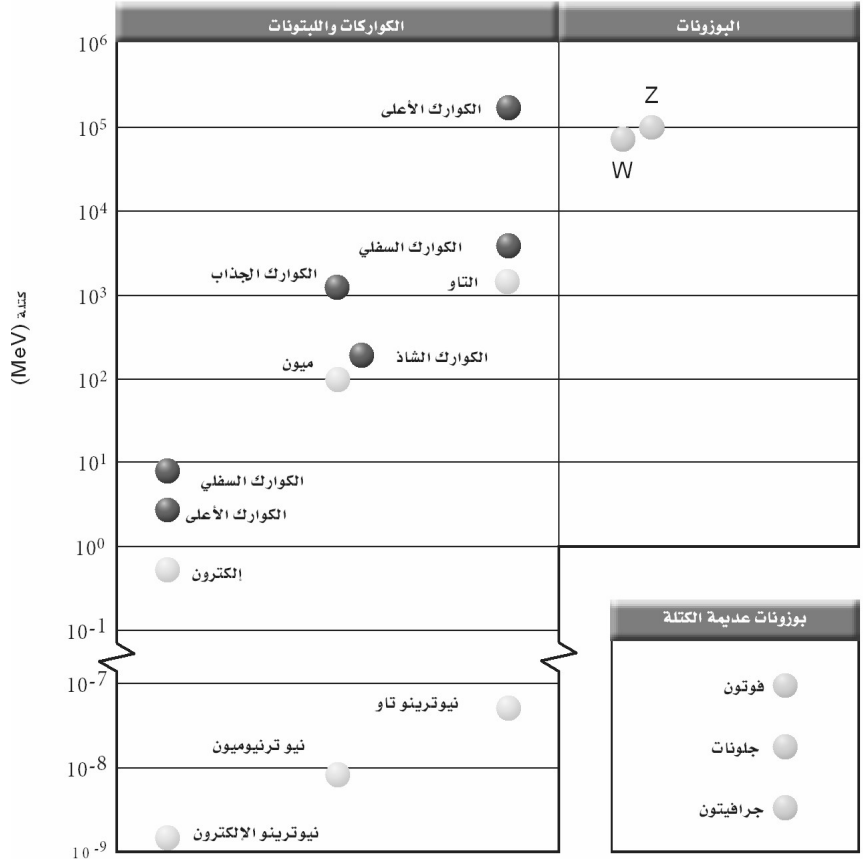 البوزونات
الكواركات واللبتونات
10⁶
10⁵
10⁴
10³
10²
10¹
10⁰
10⁻¹
10⁻⁷
10⁻⁸
10⁻⁹
كتلة (MeV)
الكوارك الأعلى
Z
W
الكوارك السفلي
الكوارك الجذاب
التاو
الكوارك الشاذ
ميون
الكوارك السفلي
الكوارك الأعلى
إلكترون
نيوترينو تاو
نيو ترنيوميون
نيوترينو الإلكترون
بوزونات عديمة الكتلة
فوتون
جلونات
جرافيتون